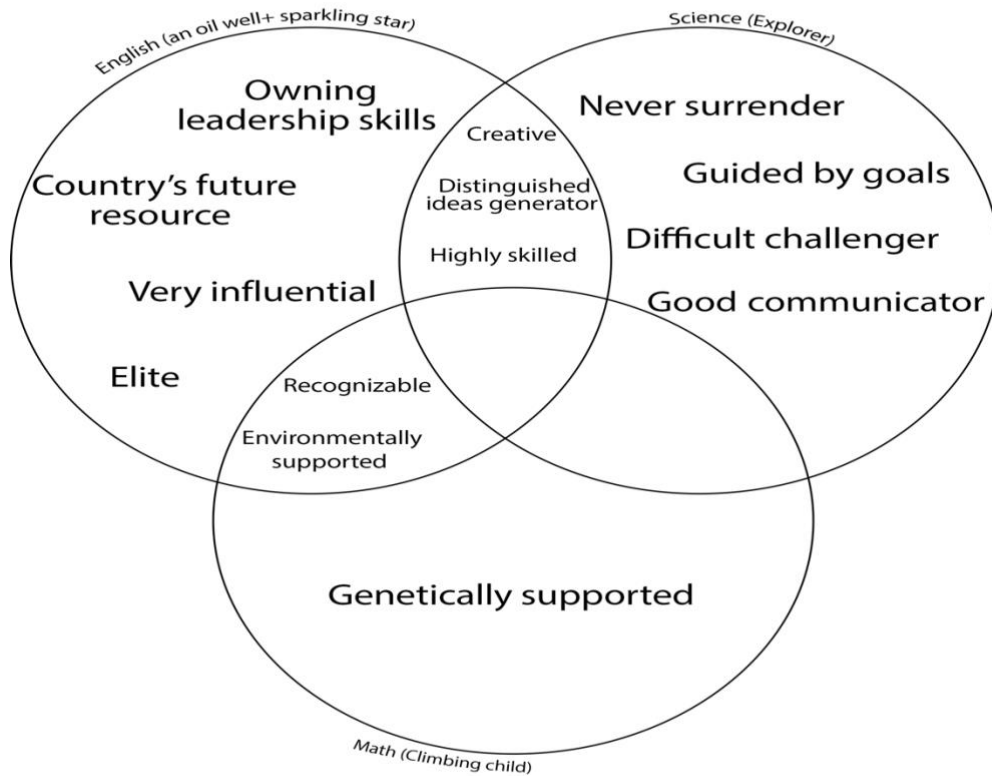 English (an oil well+ sparkling star)
Science (Explorer)
Owning
leadership skills
Country's future
resource
Very influential
Elite
Creative
Distinguished
ideas generator
Highly skilled
Never surrender
Guided by goals
Difficult challenger
Good communicator
Recognizable
Environmentally
supported
Genetically supported
Math (Climbing child)